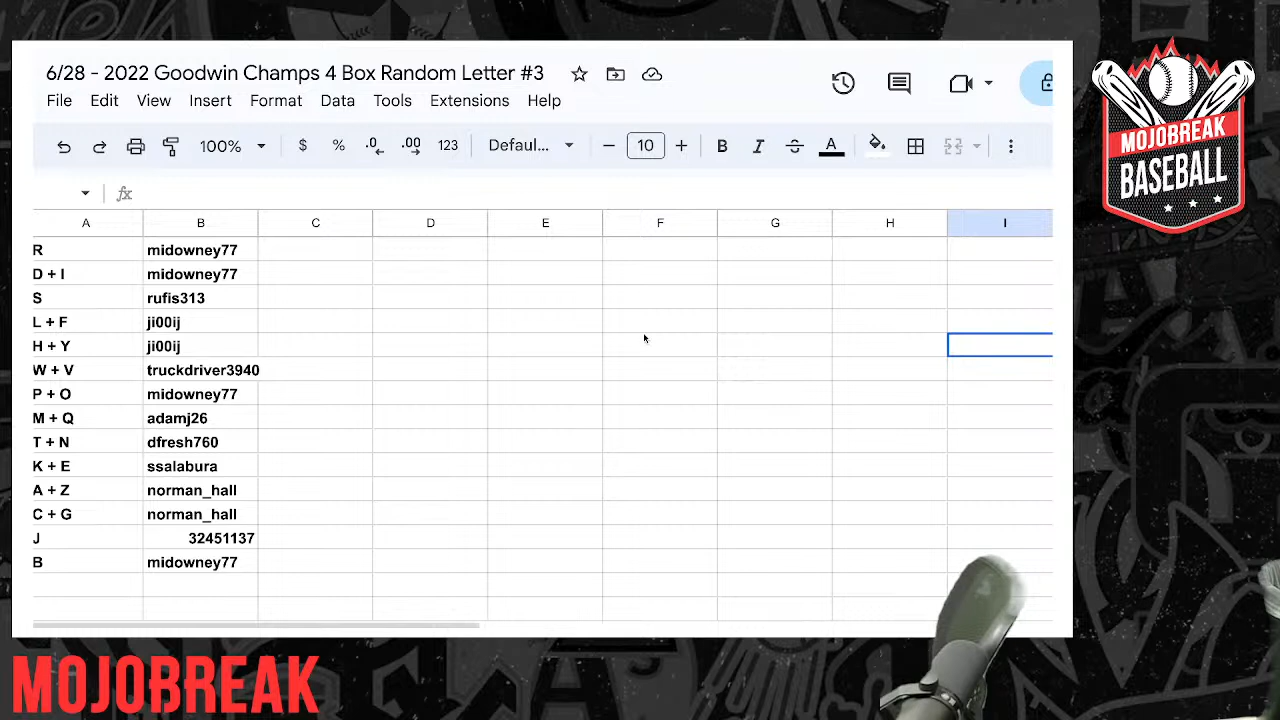 6/28 - 2022 Goodwin Champs 4 Box Random Letter #3
File Edit View Insert Format Data Tools Extensions Help
100% $ % .0 .00 123 Defaul... 10 B I A
fx
A B C D E F G H I
R midowney77
D + I midowney77
S rufis313
L + F ji00ij
H + Y ji00ij
W + V truckdriver3940
P + O midowney77
M + Q adamj26
T + N dfresh760
K + E ssalabura
A + Z norman_hall
C + G norman_hall
J 32451137
B midowney77
MOJOBREAK
BASEBALL
MOJOBREAK